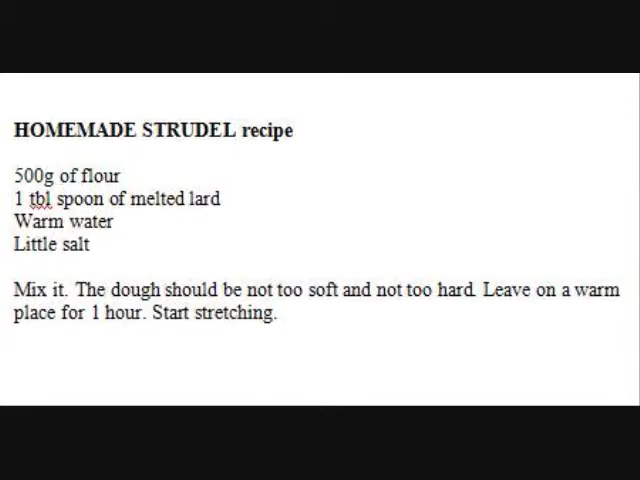 HOMEMADE STRUDEL recipe
500g of flour
1 tbl spoon of melted lard
Warm water
Little salt
Mix it. The dough should be not too soft and not too hard. Leave on a warm
place for 1 hour. Start stretching.